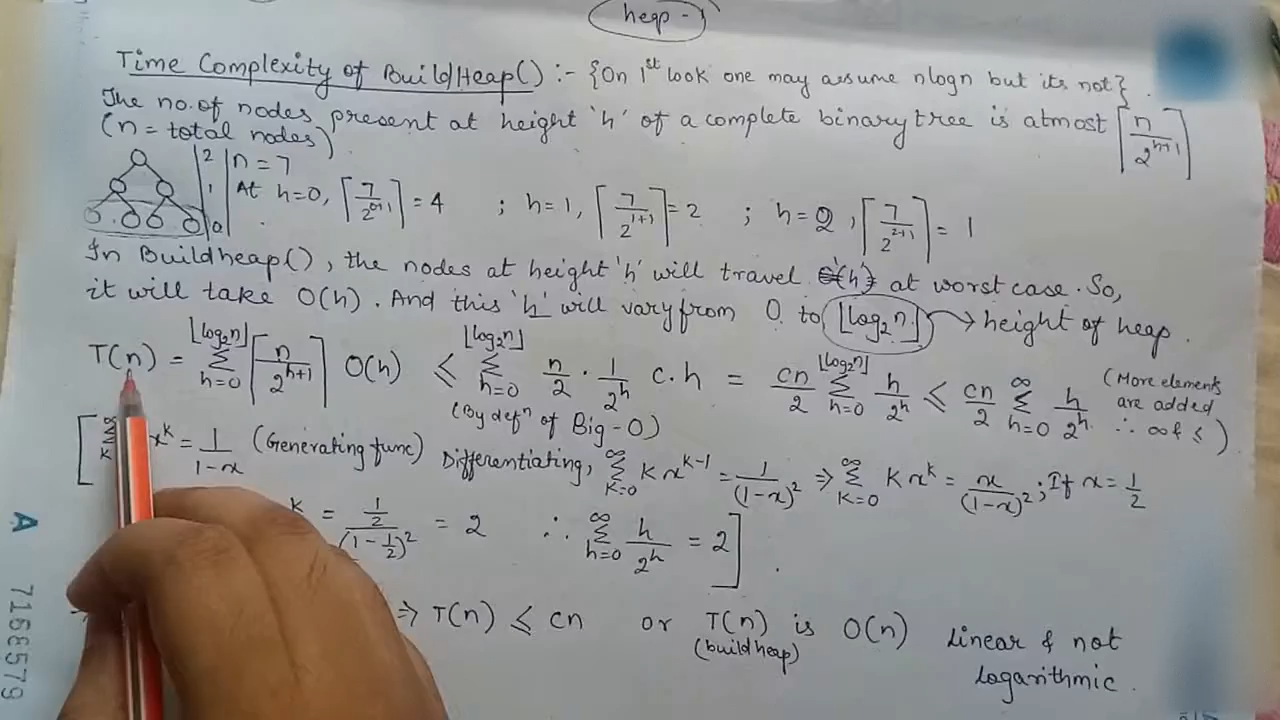 heap - 1
Time Complexity of BuildHeap() :- {On 1st look one may assume nlogn but its not}.
The no. of nodes present at height 'h' of a complete binary tree is atmost ⌈n/2^(h+1)⌉
(n = total nodes)
2 | n = 7
1 | At h=0, ⌈7/2^(0+1)⌉ = 4 ; h=1, ⌈7/2^(1+1)⌉ = 2 ; h=2, ⌈7/2^(2+1)⌉ = 1
0
In Buildheap(), the nodes at height 'h' will travel 'h' at worst case. So,
it will take O(h). And this 'h' will vary from 0 to ⌊log₂n⌋ → height of heap.
T(n) = Σ_{h=0}^{⌊log₂n⌋} ⌈n/2^(h+1)⌉ O(h) ≤ Σ_{h=0}^{⌊log₂n⌋} n/2 · 1/2^h c.h = cn/2 Σ_{h=0}^{⌊log₂n⌋} h/2^h ≤ cn/2 Σ_{h=0}^{∞} h/2^h. (More elements are added ∴ ∞ & ≤)
(By defn of Big-O)
[ x^k = 1/(1-x) (Generating func) Differentiating, Σ_{K=0}^{∞} K x^(K-1) = 1/(1-x)² ⇒ Σ_{K=0}^{∞} K x^K = x/(1-x)² ; If x = 1/2
k = (1/2)/(1-1/2)² = 2 ∴ Σ_{h=0}^{∞} h/2^h = 2 ] .
⇒ T(n) ≤ cn or T(n) is O(n) Linear & not
(buildheap) Logarithmic.
A 7168579